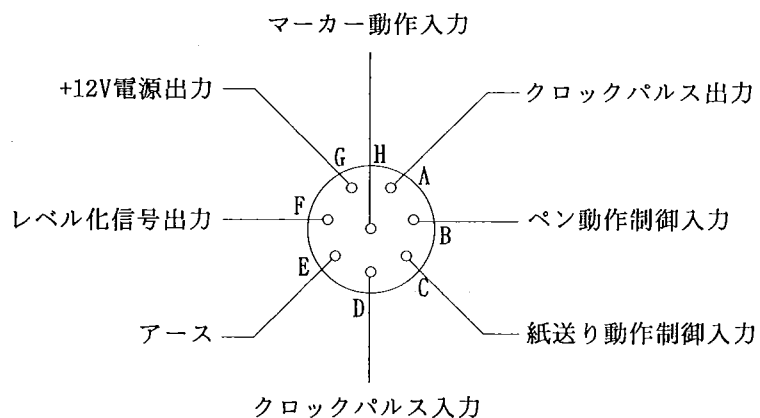 マーカー動作入力
+12V電源出力
クロックパルス出力
G
H
A
レベル化信号出力
F
B
ペン動作制御入力
E
D
C
アース
紙送り動作制御入力
クロックパルス入力